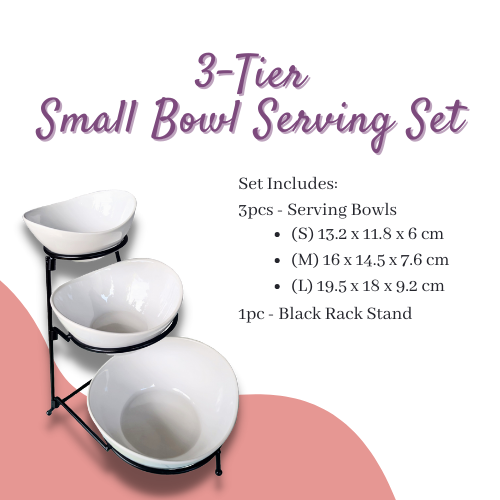 3-Tier
Small Bowl Serving Set
Set Includes:
3pcs - Serving Bowls
• (S) 13.2 x 11.8 x 6 cm
• (M) 16 x 14.5 x 7.6 cm
• (L) 19.5 x 18 x 9.2 cm
1pc - Black Rack Stand